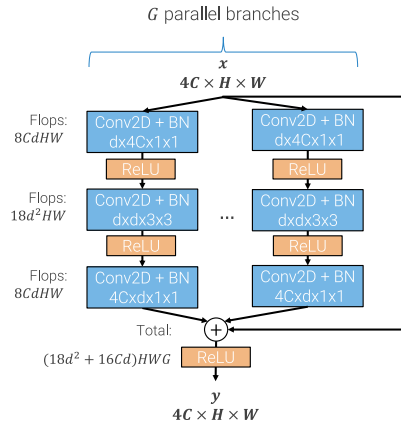 G parallel branches
x
4C × H × W
Flops:
8CdHW
Conv2D + BN
dx4Cx1x1
Conv2D + BN
dx4Cx1x1
ReLU
ReLU
Flops:
18d²HW
Conv2D + BN
dxdx3x3
...
Conv2D + BN
dxdx3x3
ReLU
ReLU
Flops:
8CdHW
Conv2D + BN
4Cxdx1x1
Conv2D + BN
4Cxdx1x1
Total:
+
(18d² + 16Cd)HWG
ReLU
y
4C × H × W